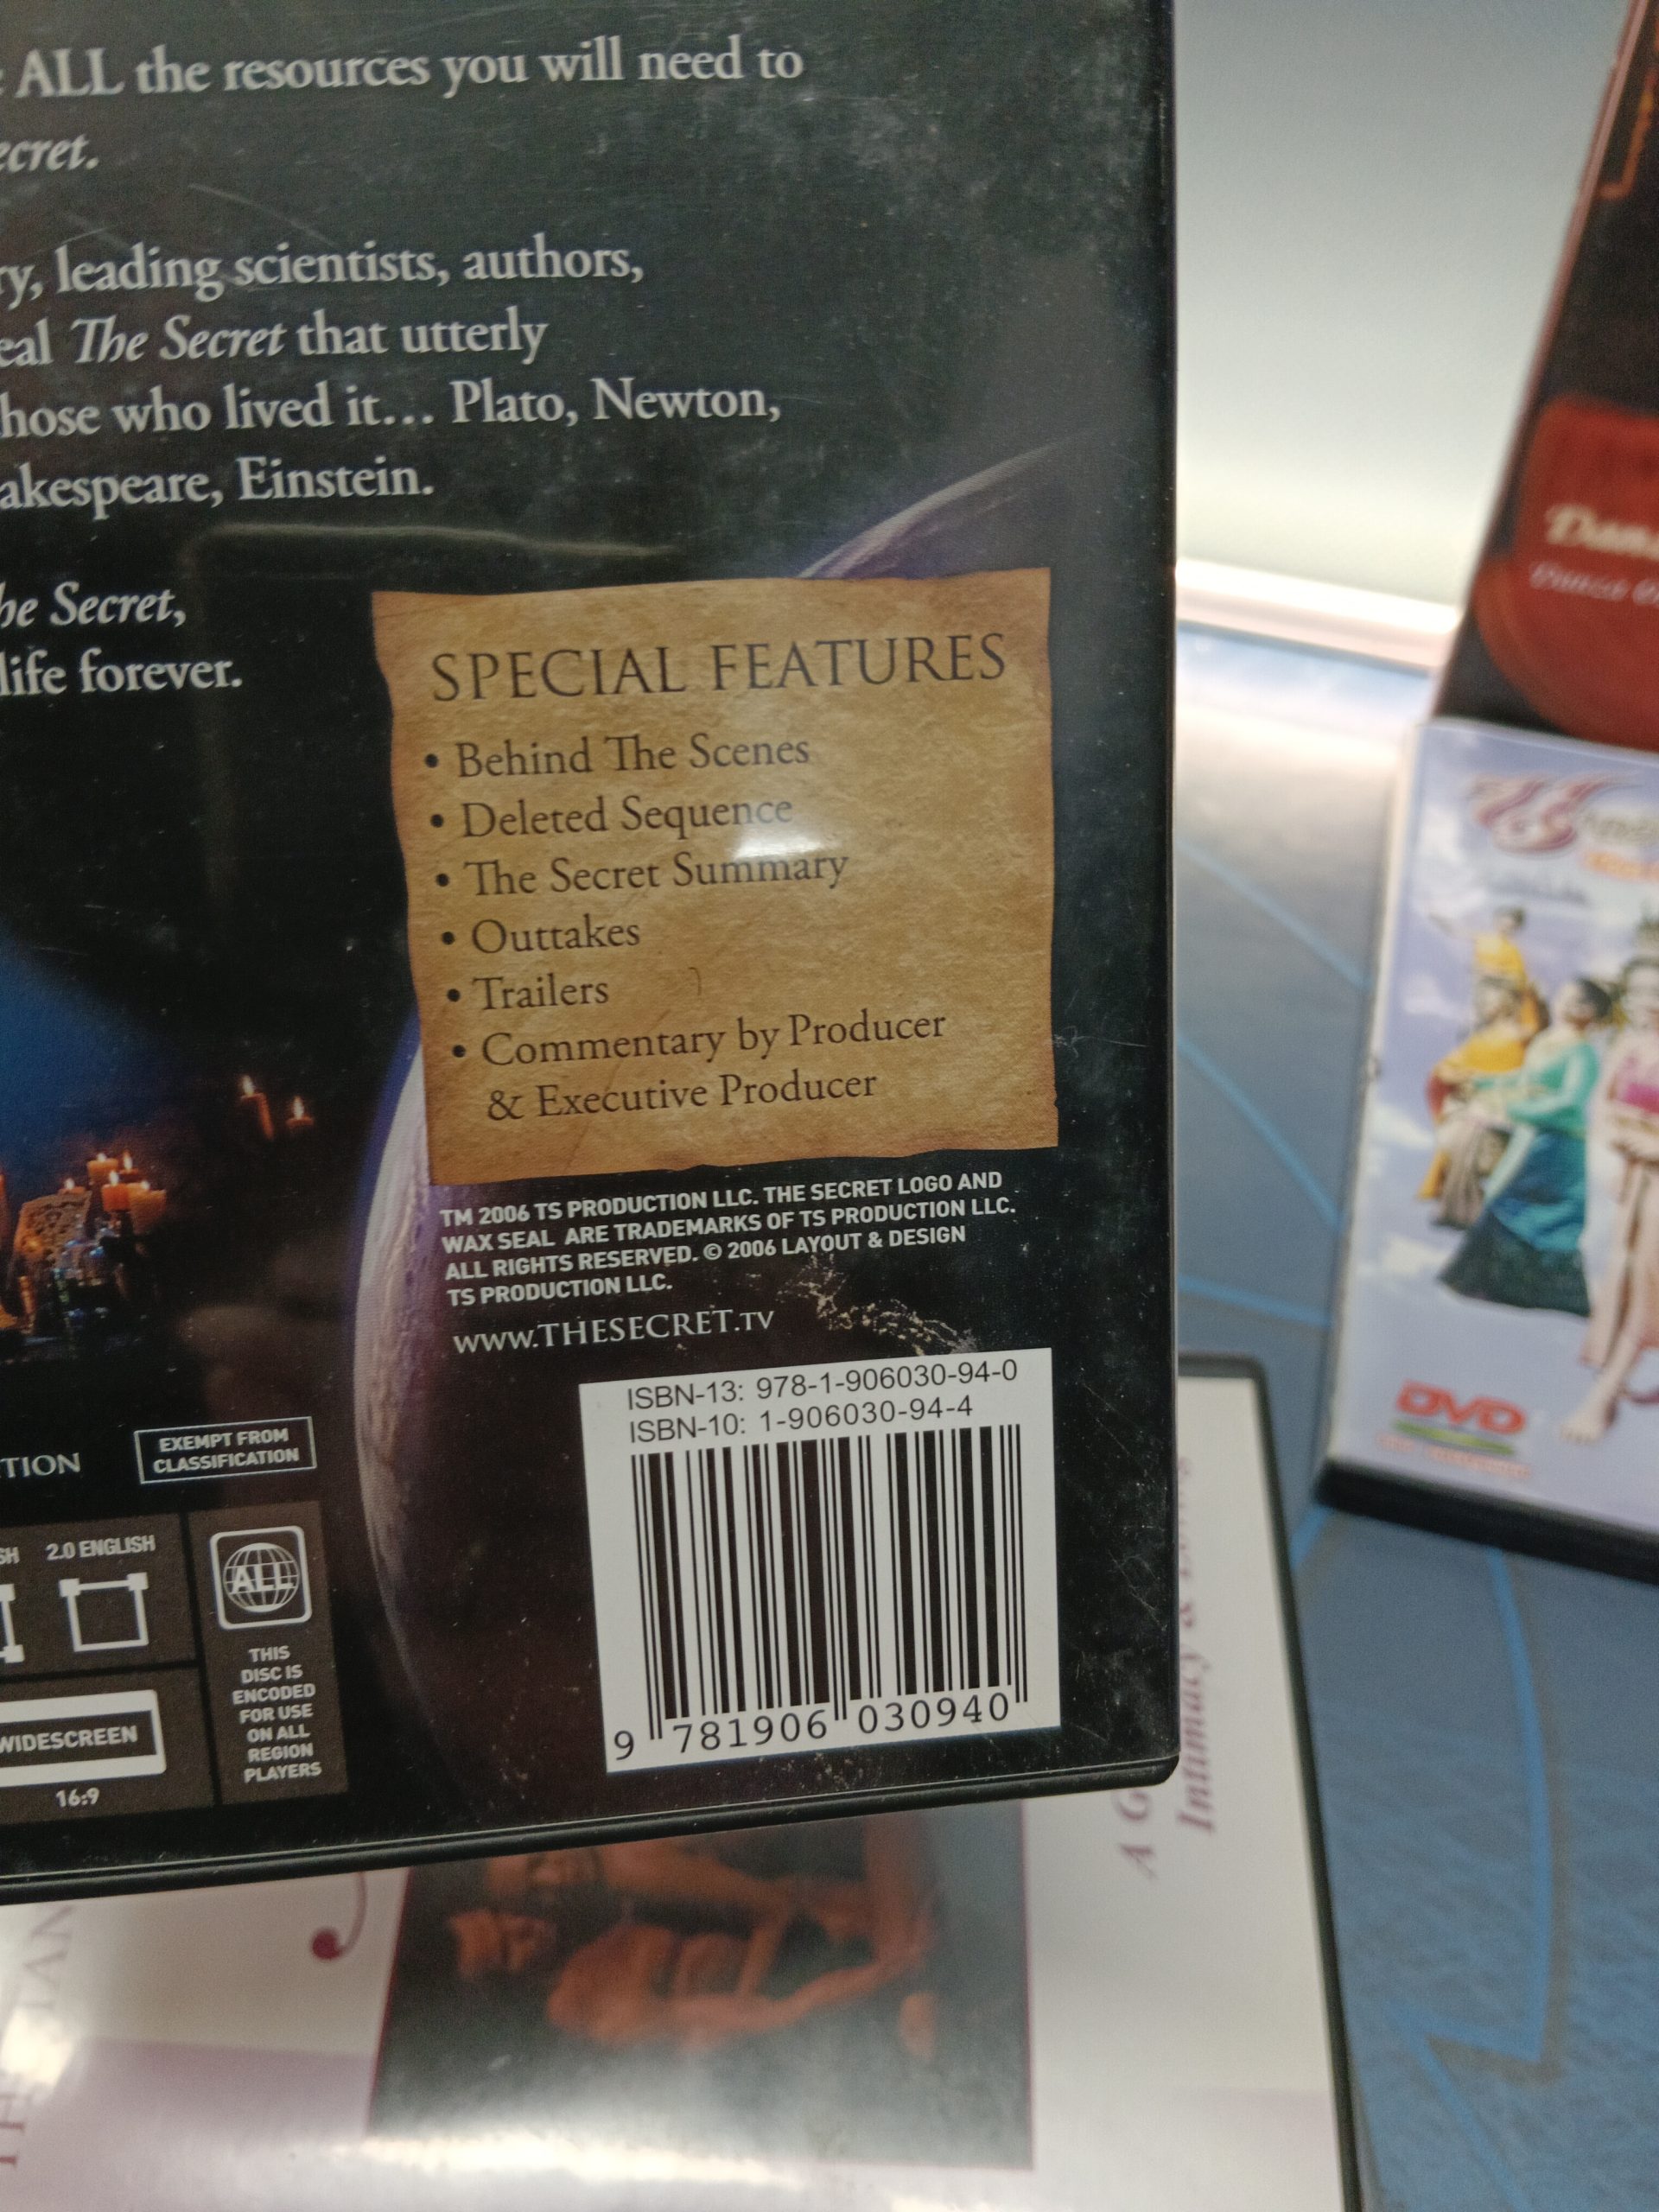 ALL the resources you will need to
ecret.
ry, leading scientists, authors,
eal The Secret that utterly
hose who lived it... Plato, Newton,
akespeare, Einstein.
he Secret,
life forever.
SPECIAL FEATURES
• Behind The Scenes
• Deleted Sequence
• The Secret Summary
• Outtakes
• Trailers
• Commentary by Producer
& Executive Producer
TM 2006 TS PRODUCTION LLC. THE SECRET LOGO AND
WAX SEAL ARE TRADEMARKS OF TS PRODUCTION LLC.
ALL RIGHTS RESERVED. © 2006 LAYOUT & DESIGN
TS PRODUCTION LLC.
WWW.THESECRET.TV
ISBN-13: 978-1-906030-94-0
ISBN-10: 1-906030-94-4
9 781906 030940
TION
EXEMPT FROM
CLASSIFICATION
SH 2.0 ENGLISH
ALL
THIS
DISC IS
ENCODED
FOR USE
ON ALL
REGION
PLAYERS
WIDESCREEN
16:9
DVD
A G
Intimacy &